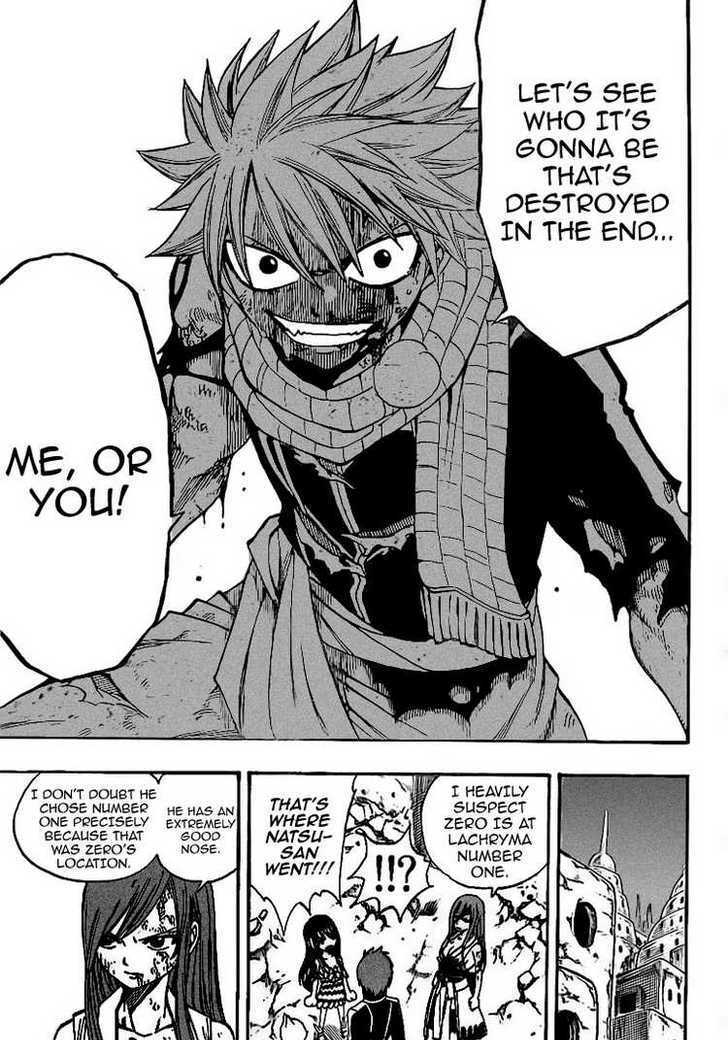 LET'S SEE
WHO IT'S
GONNA BE
THAT'S
DESTROYED
IN THE END...
ME, OR
YOU!
I HEAVILY
SUSPECT
ZERO IS AT
LACHRYMA
NUMBER
ONE.
!!?
THAT'S
WHERE
NATSU-
SAN
WENT!!!
HE HAS AN
EXTREMELY
GOOD
NOSE.
I DON'T DOUBT HE
CHOSE NUMBER
ONE PRECISELY
BECAUSE THAT
WAS ZERO'S
LOCATION.